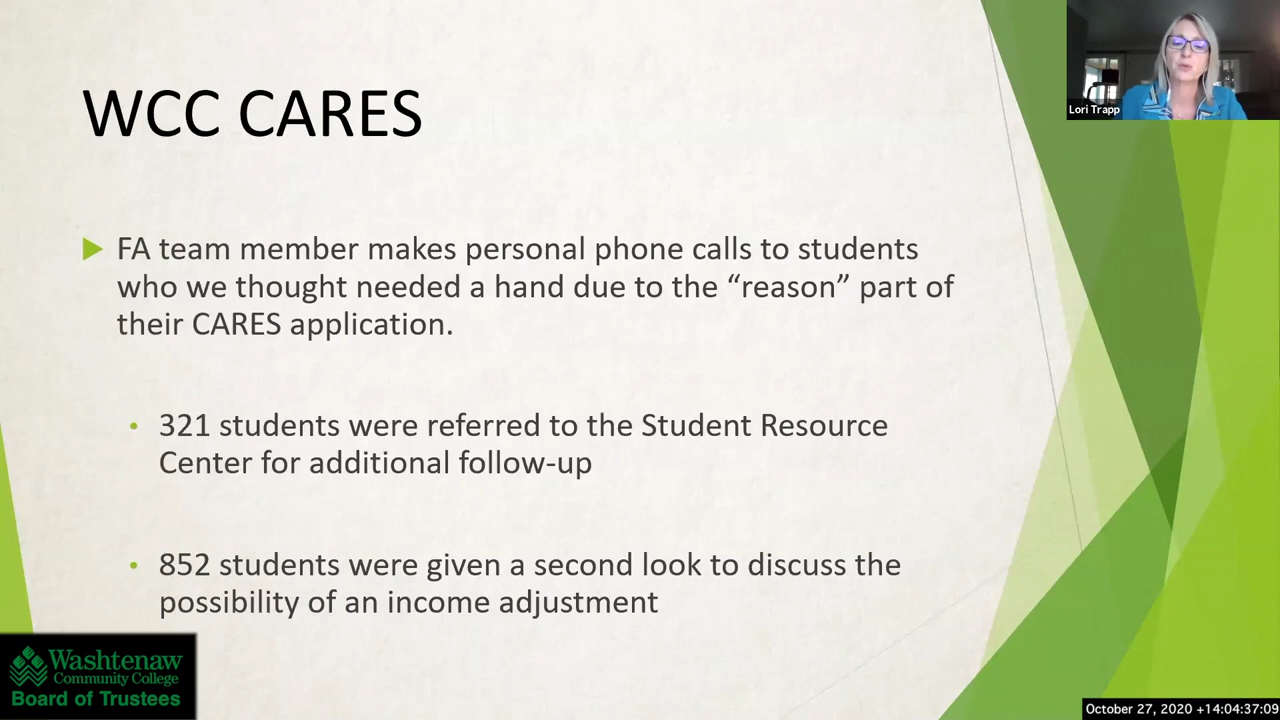 WCC CARES
Lori Trapp
FA team member makes personal phone calls to students
who we thought needed a hand due to the “reason” part of
their CARES application.
321 students were referred to the Student Resource
Center for additional follow-up
852 students were given a second look to discuss the
possibility of an income adjustment
Washtenaw
Community College
Board of Trustees
October 27, 2020 +14:04:37:09